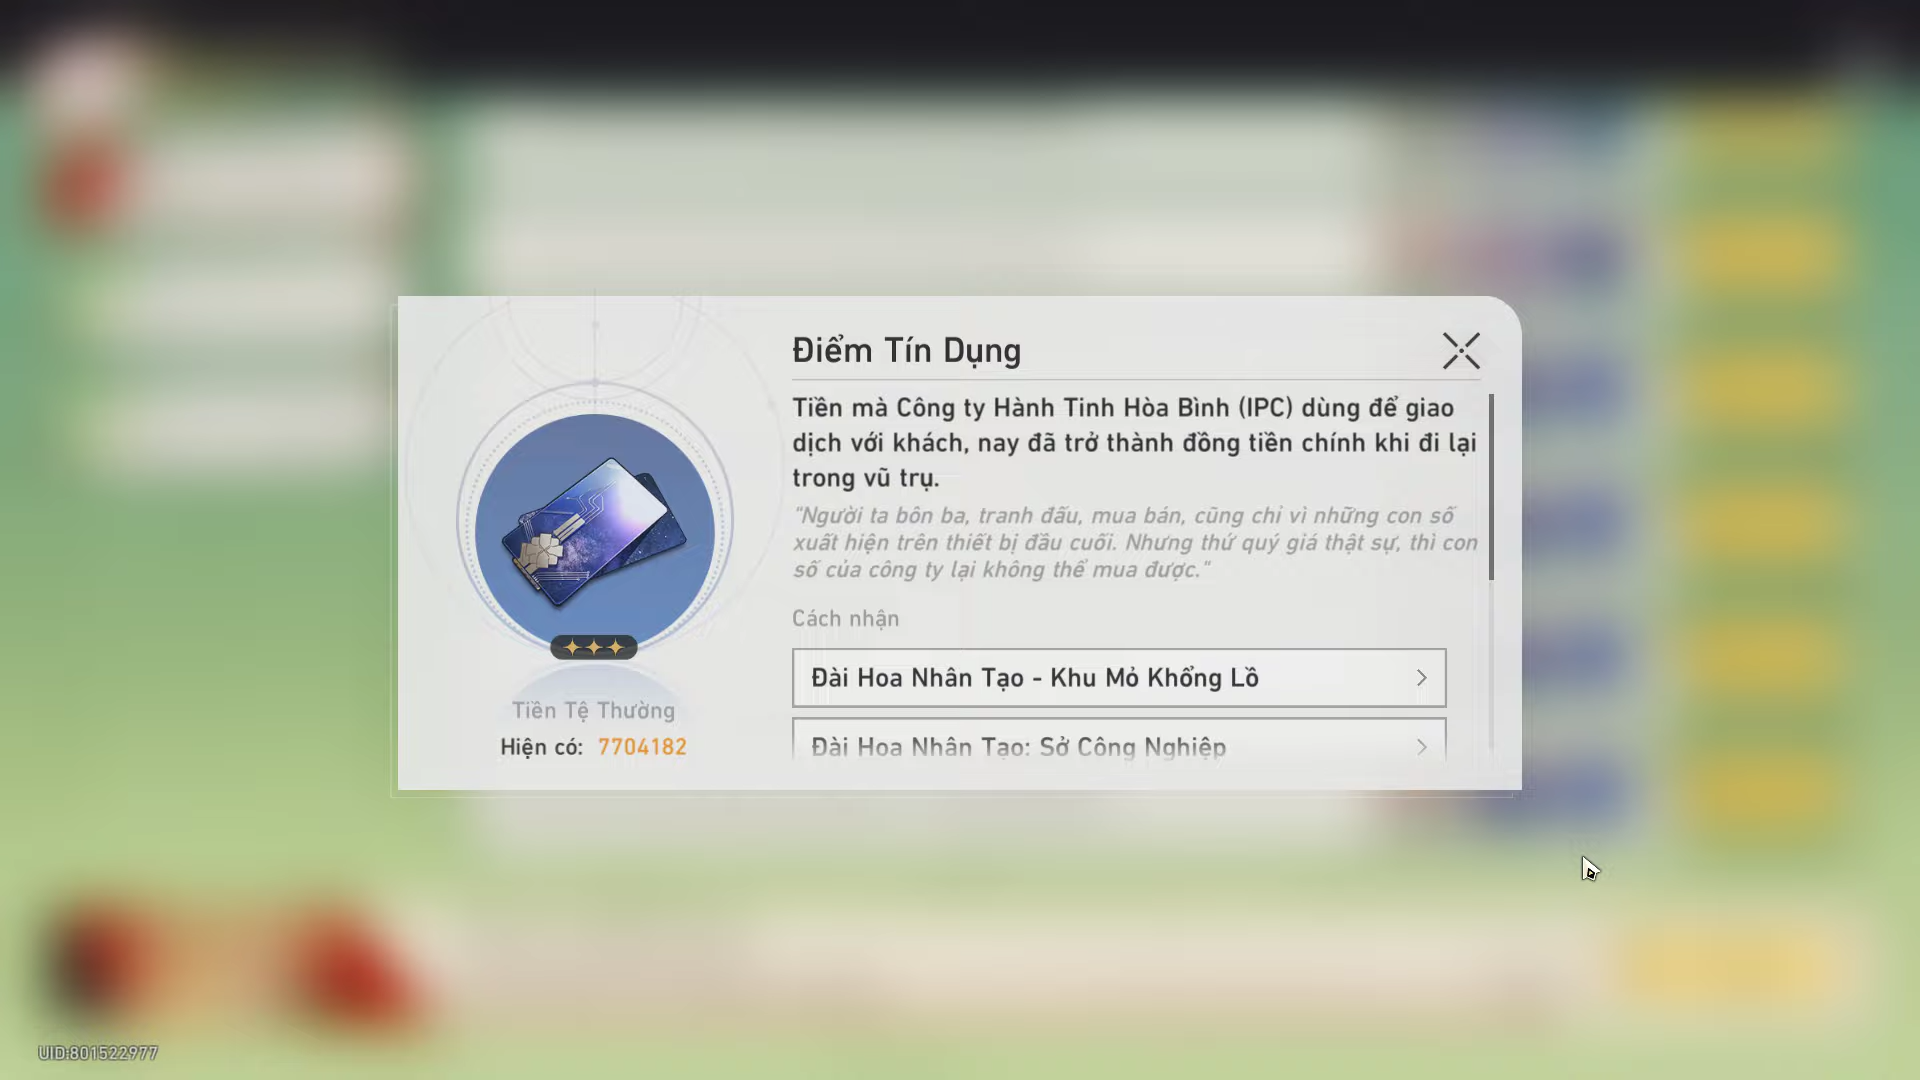 Điểm Tín Dụng
Tiền mà Công ty Hành Tinh Hòa Bình (IPC) dùng để giao
dịch với khách, nay đã trở thành đồng tiền chính khi đi lại
trong vũ trụ.
"Người ta bôn ba, tranh đấu, mua bán, cũng chỉ vì những con số
xuất hiện trên thiết bị đầu cuối. Nhưng thứ quý giá thật sự, thì con
số của công ty lại không thể mua được."
Cách nhận
Đài Hoa Nhân Tạo - Khu Mỏ Khổng Lồ
Đài Hoa Nhân Tạo: Sở Công Nghiệp
Tiền Tệ Thường
Hiện có: 7704182
UID:801522977